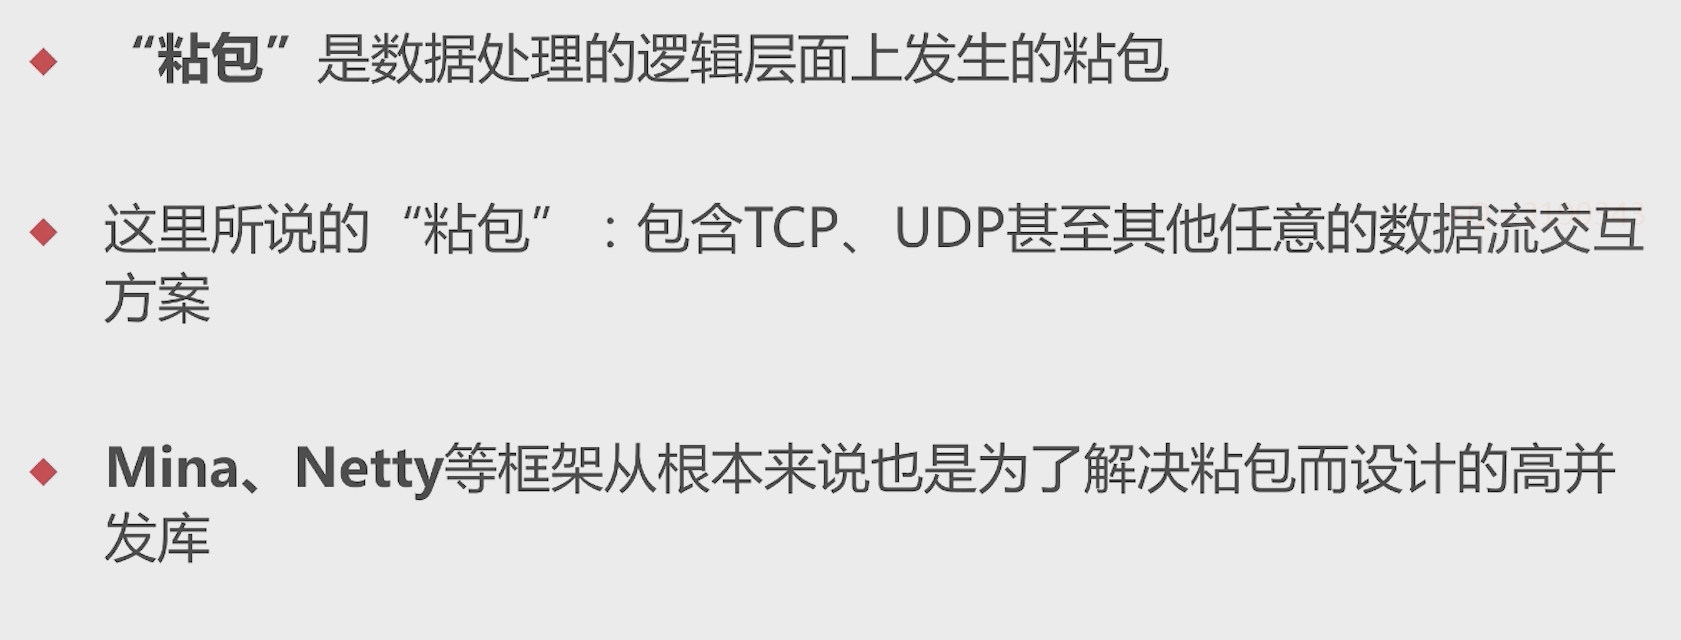 “粘包”是数据处理的逻辑层面上发生的粘包
这里所说的“粘包”：包含TCP、UDP甚至其他任意的数据流交互
方案
Mina、Netty等框架从根本来说也是为了解决粘包而设计的高并
发库